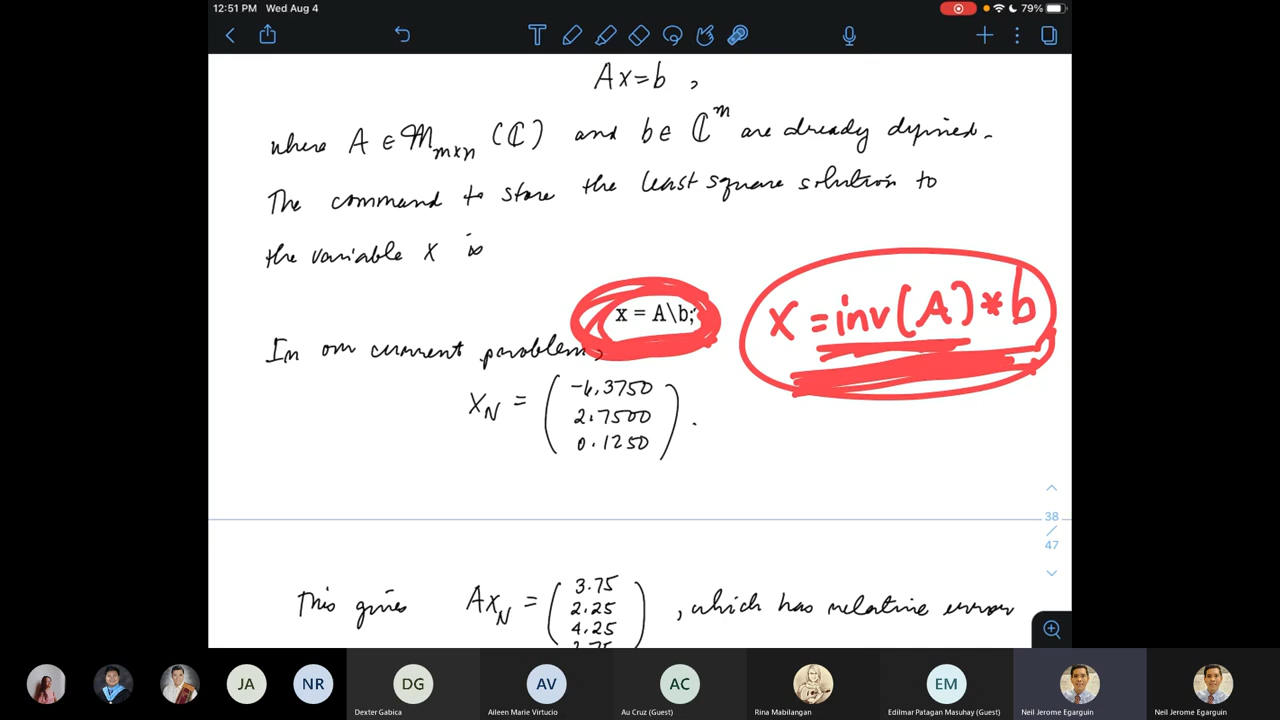 12:51 PM Wed Aug 4
79%
Ax=b,
where A ∈ M m×n (ℂ) and b ∈ ℂ^m are already defined.
The command to store the least square solution to
the variable x is
x = A\b;
x = inv(A) * b
In our current problem,
x_N = ( -6.3750
2.7500
0.1250 ) .
38
/
47
This gives Ax_N = ( 3.75
2.25
4.25
2.75 , which has relative error
JA
NR
DG
AV
AC
EM
Dexter Gabica
Aileen Marie Virtucio
Au Cruz (Guest)
Rina Mabilangan
Edilmar Patagan Masuhay (Guest)
Neil Jerome Egarguin
Neil Jerome Egarguin